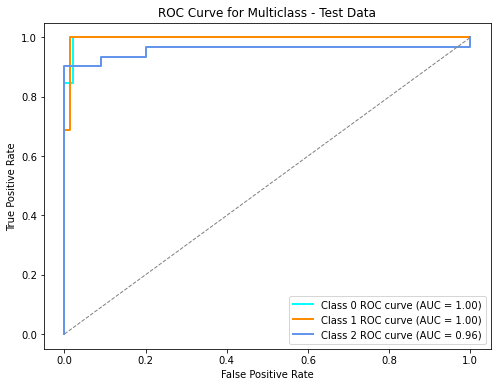 ROC Curve for Multiclass - Test Data
True Positive Rate
1.0
0.8
0.6
0.4
0.2
0.0
Class 0 ROC curve (AUC = 1.00)
Class 1 ROC curve (AUC = 1.00)
Class 2 ROC curve (AUC = 0.96)
0.0 0.2 0.4 0.6 0.8 1.0
False Positive Rate